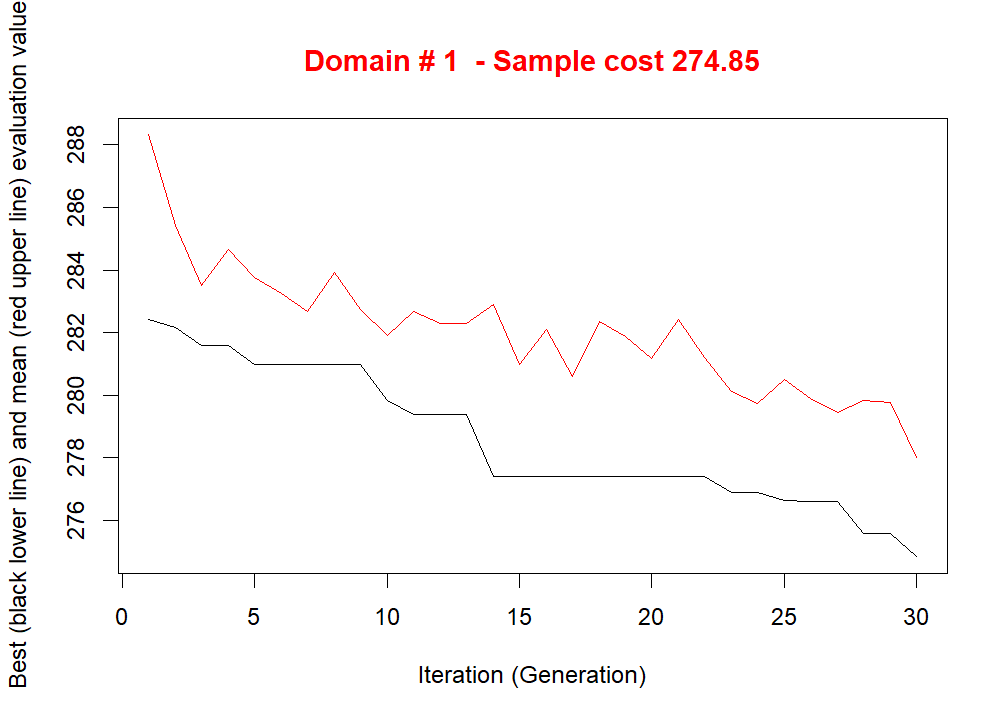 Domain # 1  - Sample cost 274.85
Best (black lower line) and mean (red upper line) evaluation value
288
286
284
282
280
278
276
0 5 10 15 20 25 30
Iteration (Generation)